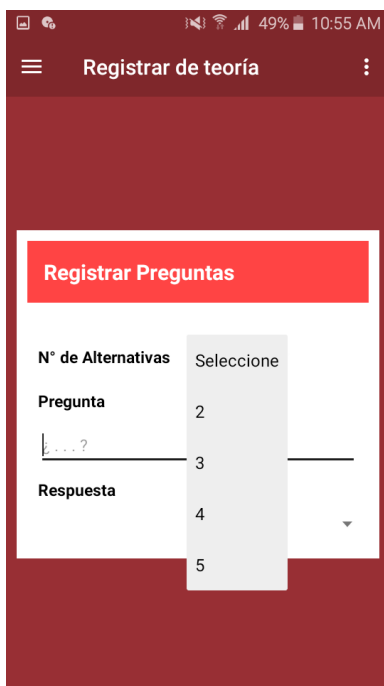 49% 10:55 AM
Registrar de teoría
Registrar Preguntas
N° de Alternativas
Seleccione
Pregunta
2
¿...?
3
Respuesta
4
5